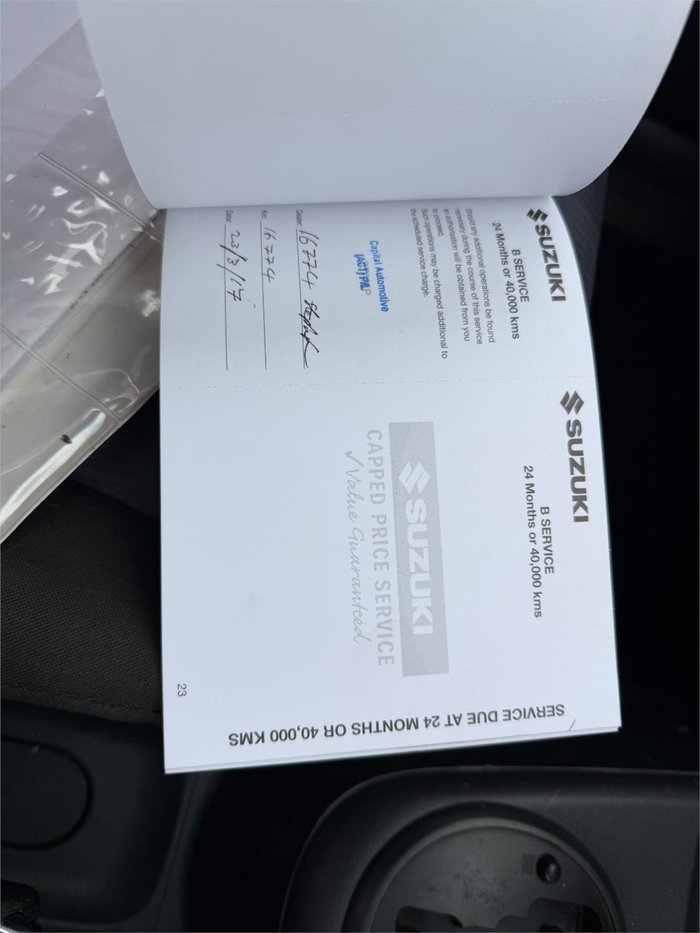 SUZUKI
B SERVICE
24 Months or 40,000 kms
Should any additional operations be found
necessary during the course of this service
an authorisation will be obtained from you
to proceed.
Such operations may be charged additional to
the scheduled service charge.
Capital Automotive
(ACT) P/L
Dealer: 16774
Km: 16774
Date: 22/3/17
SUZUKI
B SERVICE
24 Months or 40,000 kms
SUZUKI
CAPPED PRICE SERVICE
✓Value Guaranteed
23
SERVICE DUE AT 24 MONTHS OR 40,000 KMS